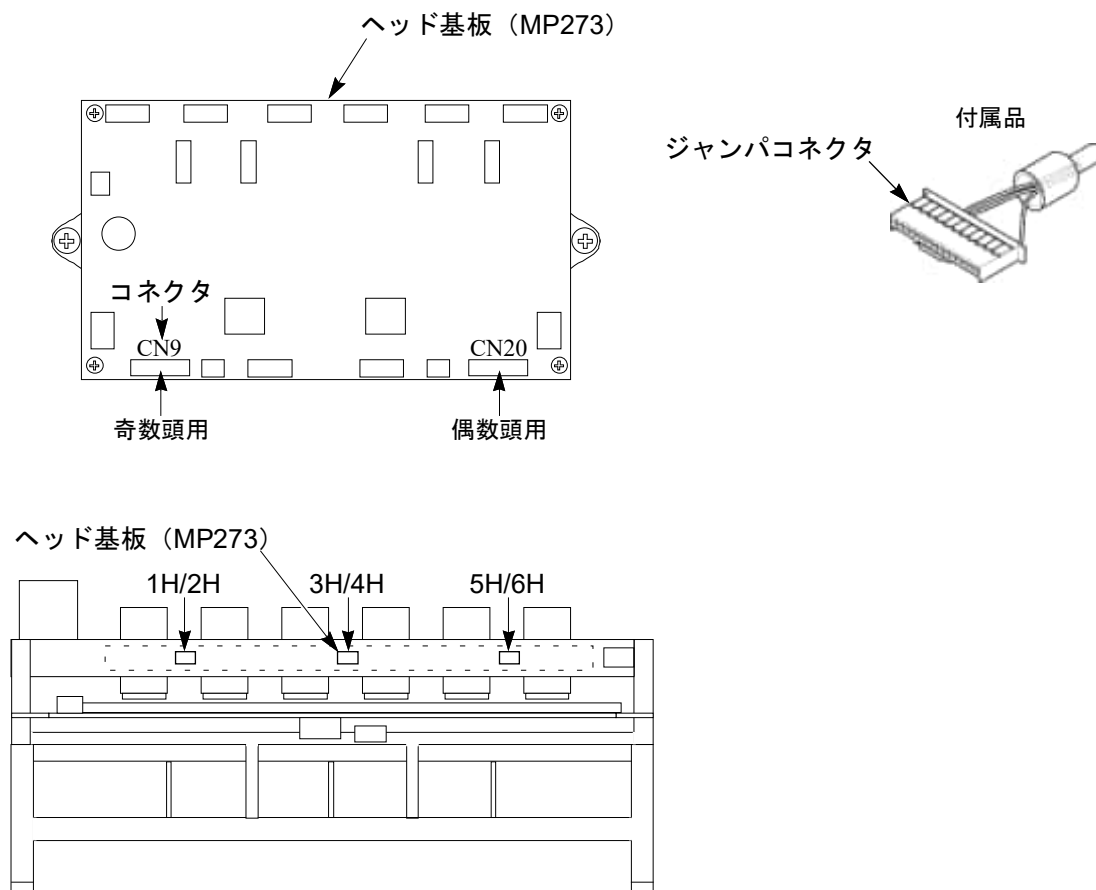 ヘッド基板（MP273）
付属品
ジャンパコネクタ
コネクタ
CN9
CN20
奇数頭用
偶数頭用
ヘッド基板（MP273）
1H/2H
3H/4H
5H/6H